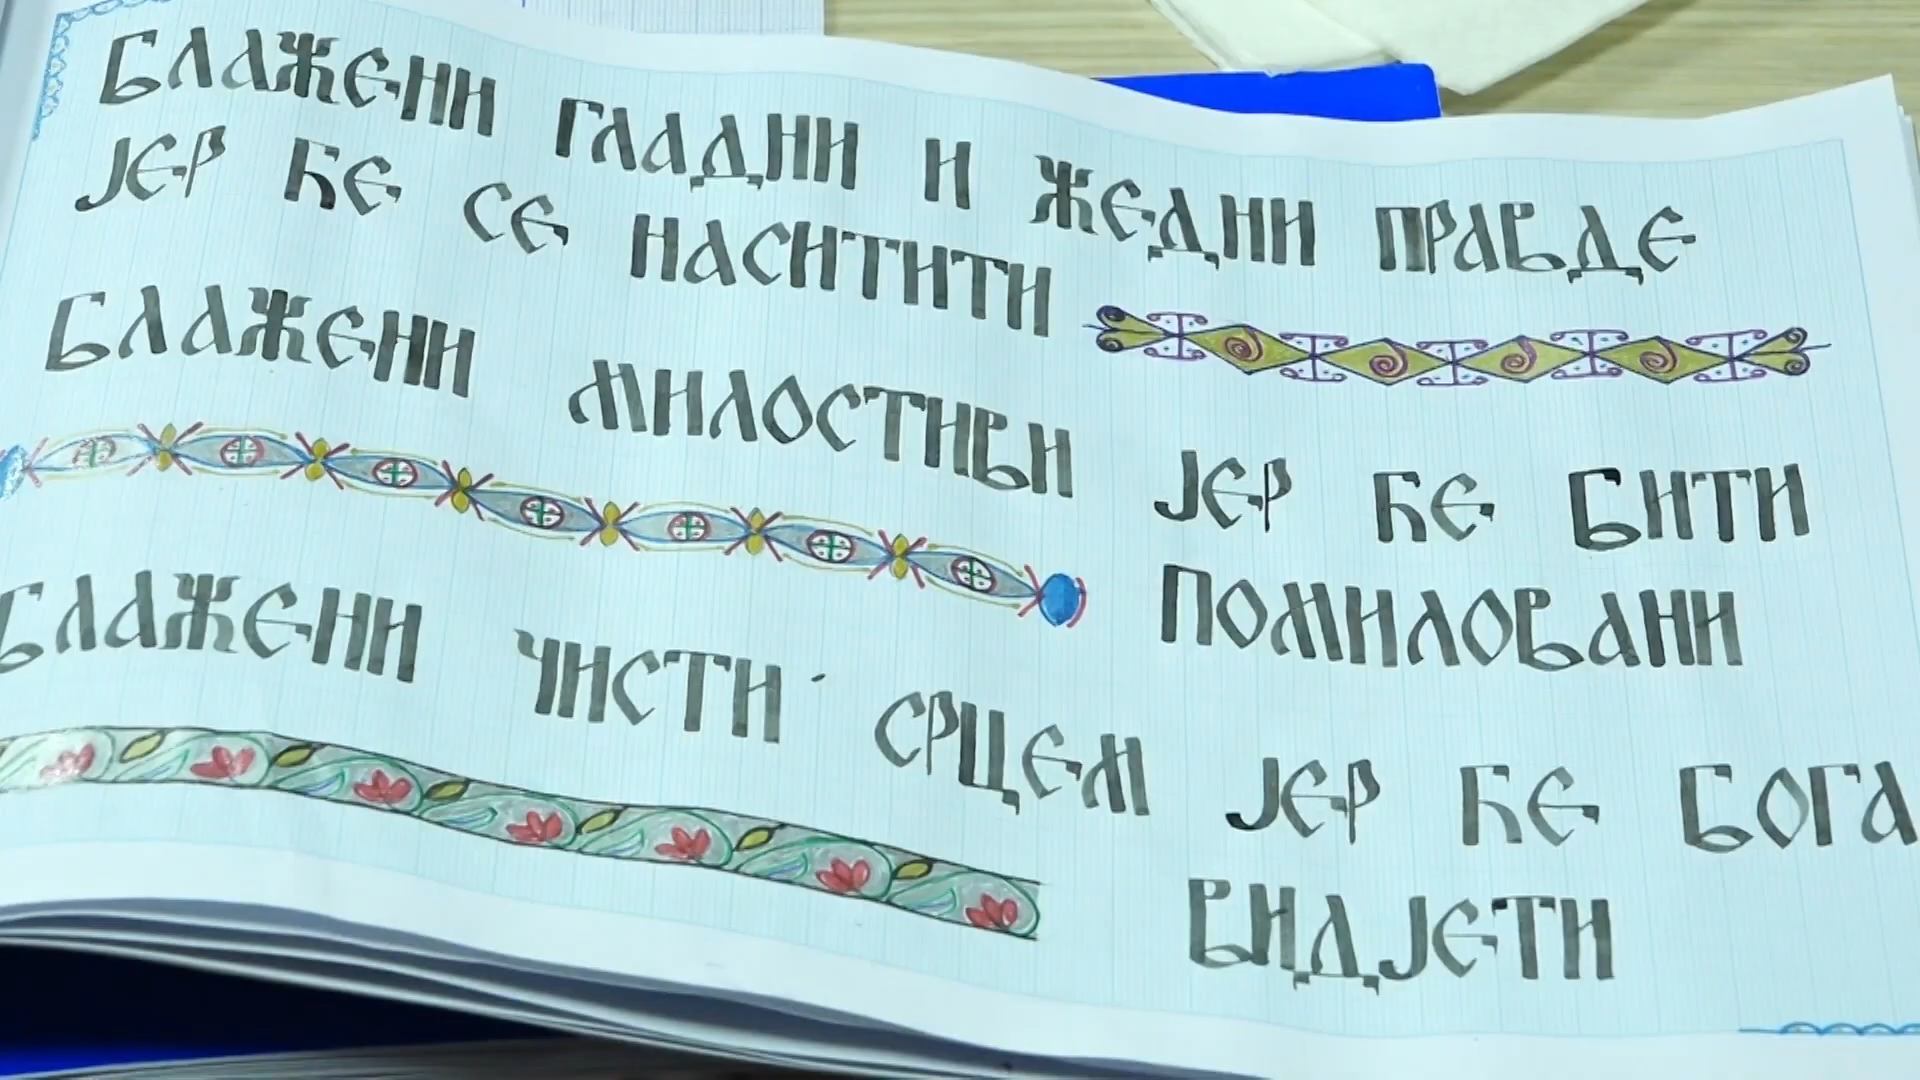 БЛАЖЕНИ ГЛАДНИ И ЖЕДНИ ПРАВДЕ
ЈЕР ЋЕ СЕ НАСИТИТИ
БЛАЖЕНИ МИЛОСТИВИ ЈЕР ЋЕ БИТИ
ПОМИЛОВАНИ
БЛАЖЕНИ ЧИСТИ СРЦЕМ ЈЕР ЋЕ БОГА
ВИДЈЕТИ